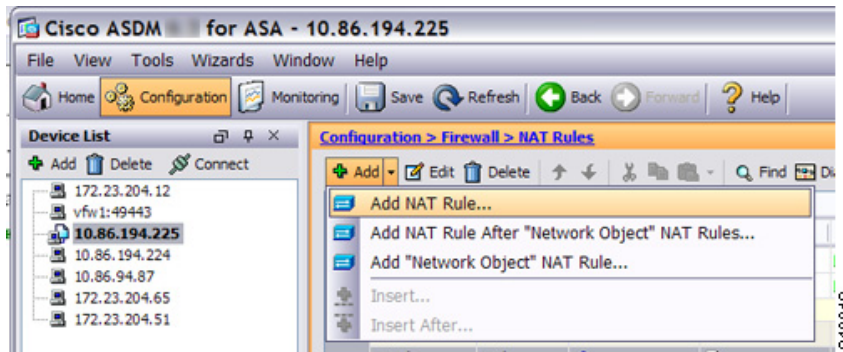 Cisco ASDM for ASA - 10.86.194.225
File View Tools Wizards Window Help
Home Configuration Monitoring Save Refresh Back Forward Help
Device List
Add Delete Connect
172.23.204.12
vfw1:49443
10.86.194.225
10.86.194.224
10.86.94.87
172.23.204.65
172.23.204.51
Configuration > Firewall > NAT Rules
Add Edit Delete Find Di
Add NAT Rule...
Add NAT Rule After "Network Object" NAT Rules...
Add "Network Object" NAT Rule...
Insert...
Insert After...